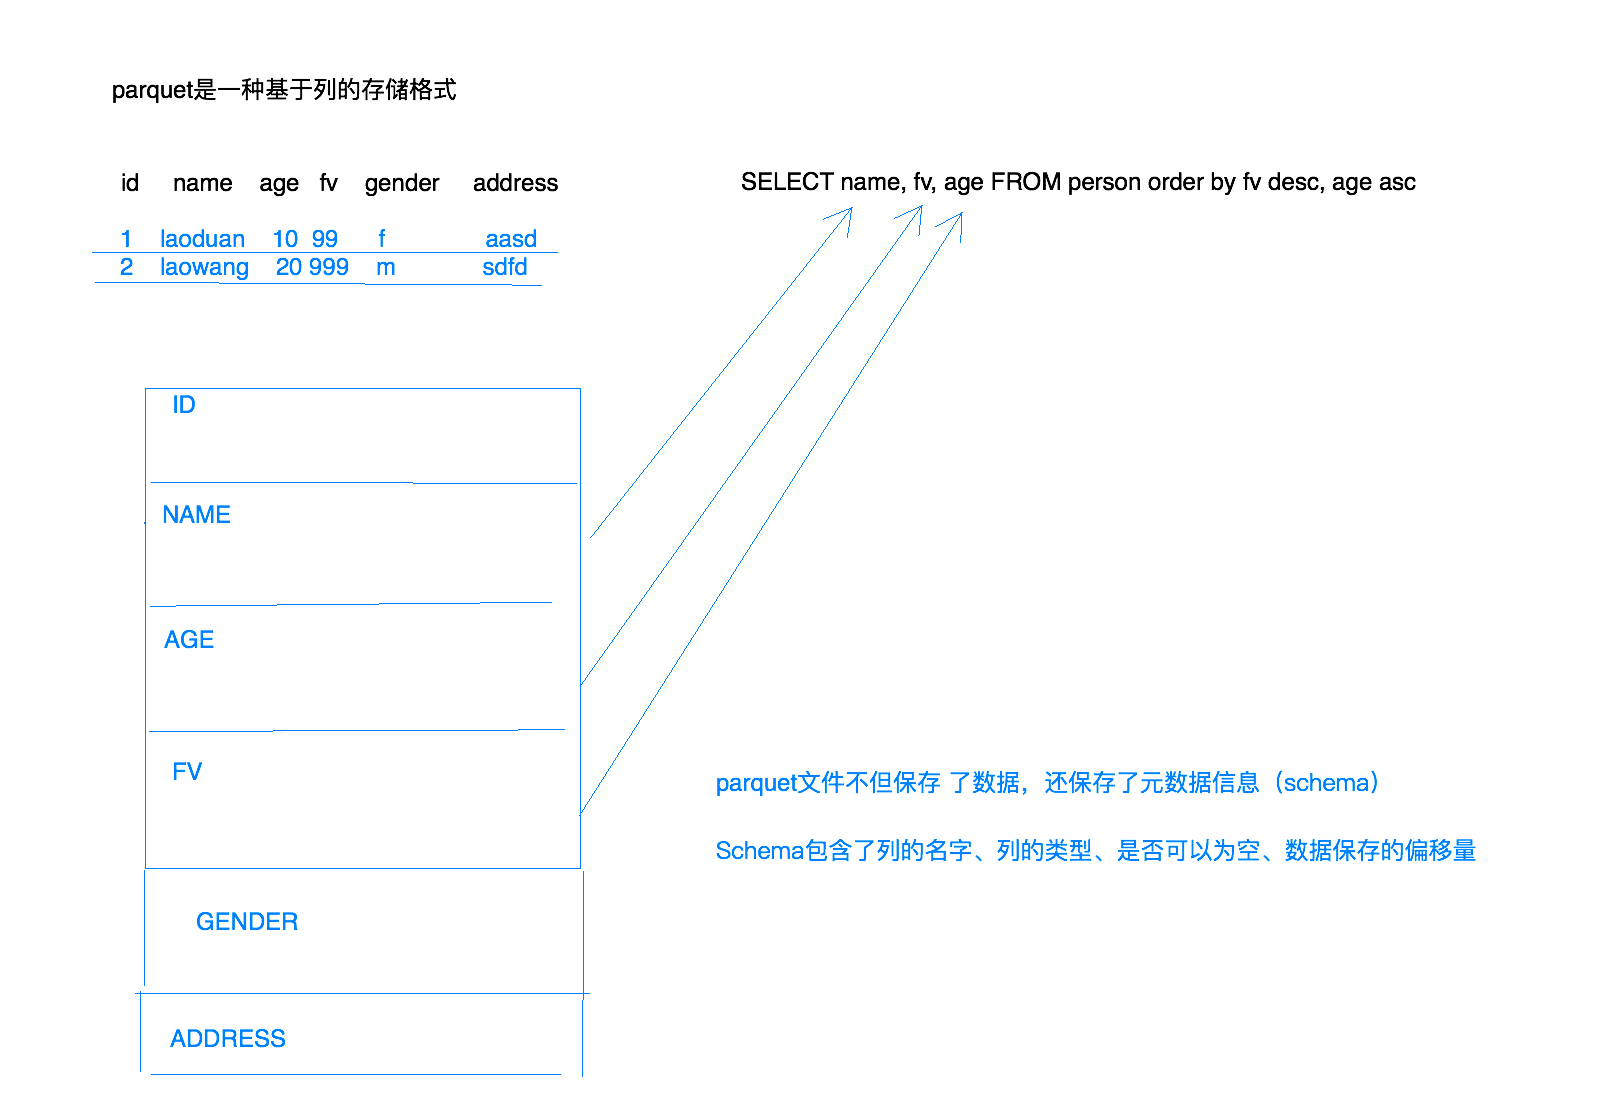 parquet是一种基于列的存储格式
id name age fv gender address
1 laoduan 10 99 f aasd
2 laowang 20 999 m sdfd
SELECT name, fv, age FROM person order by fv desc, age asc
ID
NAME
AGE
FV
GENDER
ADDRESS
parquet文件不但保存 了数据，还保存了元数据信息（schema）
Schema包含了列的名字、列的类型、是否可以为空、数据保存的偏移量